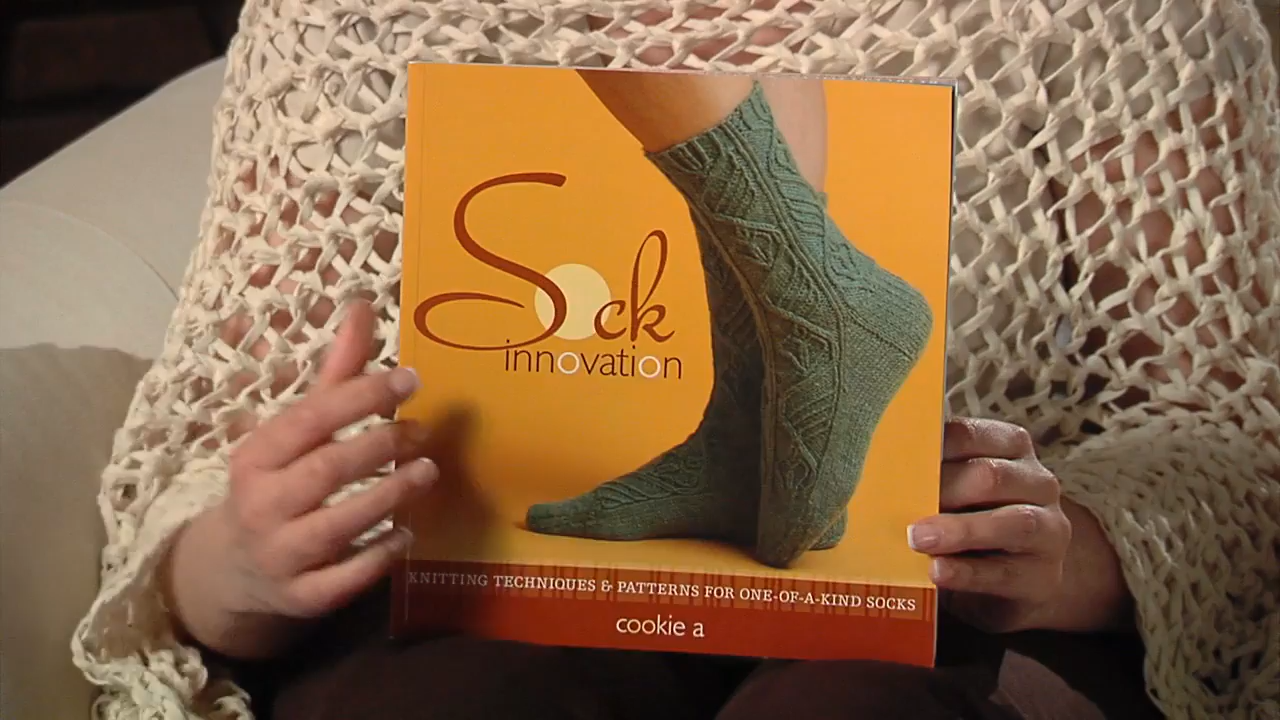 Sock
innovation
KNITTING TECHNIQUES & PATTERNS FOR ONE-OF-A-KIND SOCKS
cookie a